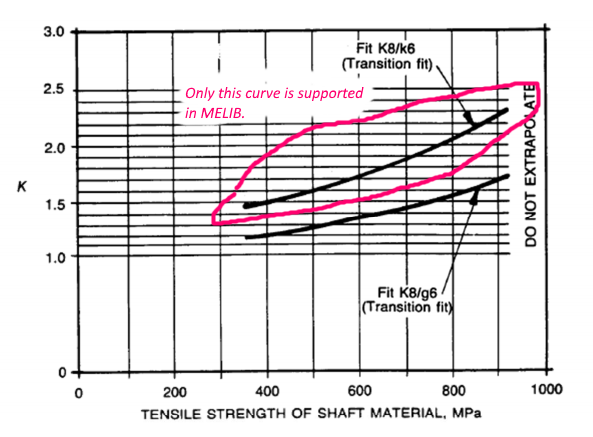 3.0
Fit K8/k6
(Transition fit)
2.5
Only this curve is supported
in MELIB.
2.0
K
1.5
1.0
DO NOT EXTRAPOLATE
Fit K8/g6
(Transition fit)
0
0 200 400 600 800 1000
TENSILE STRENGTH OF SHAFT MATERIAL, MPa